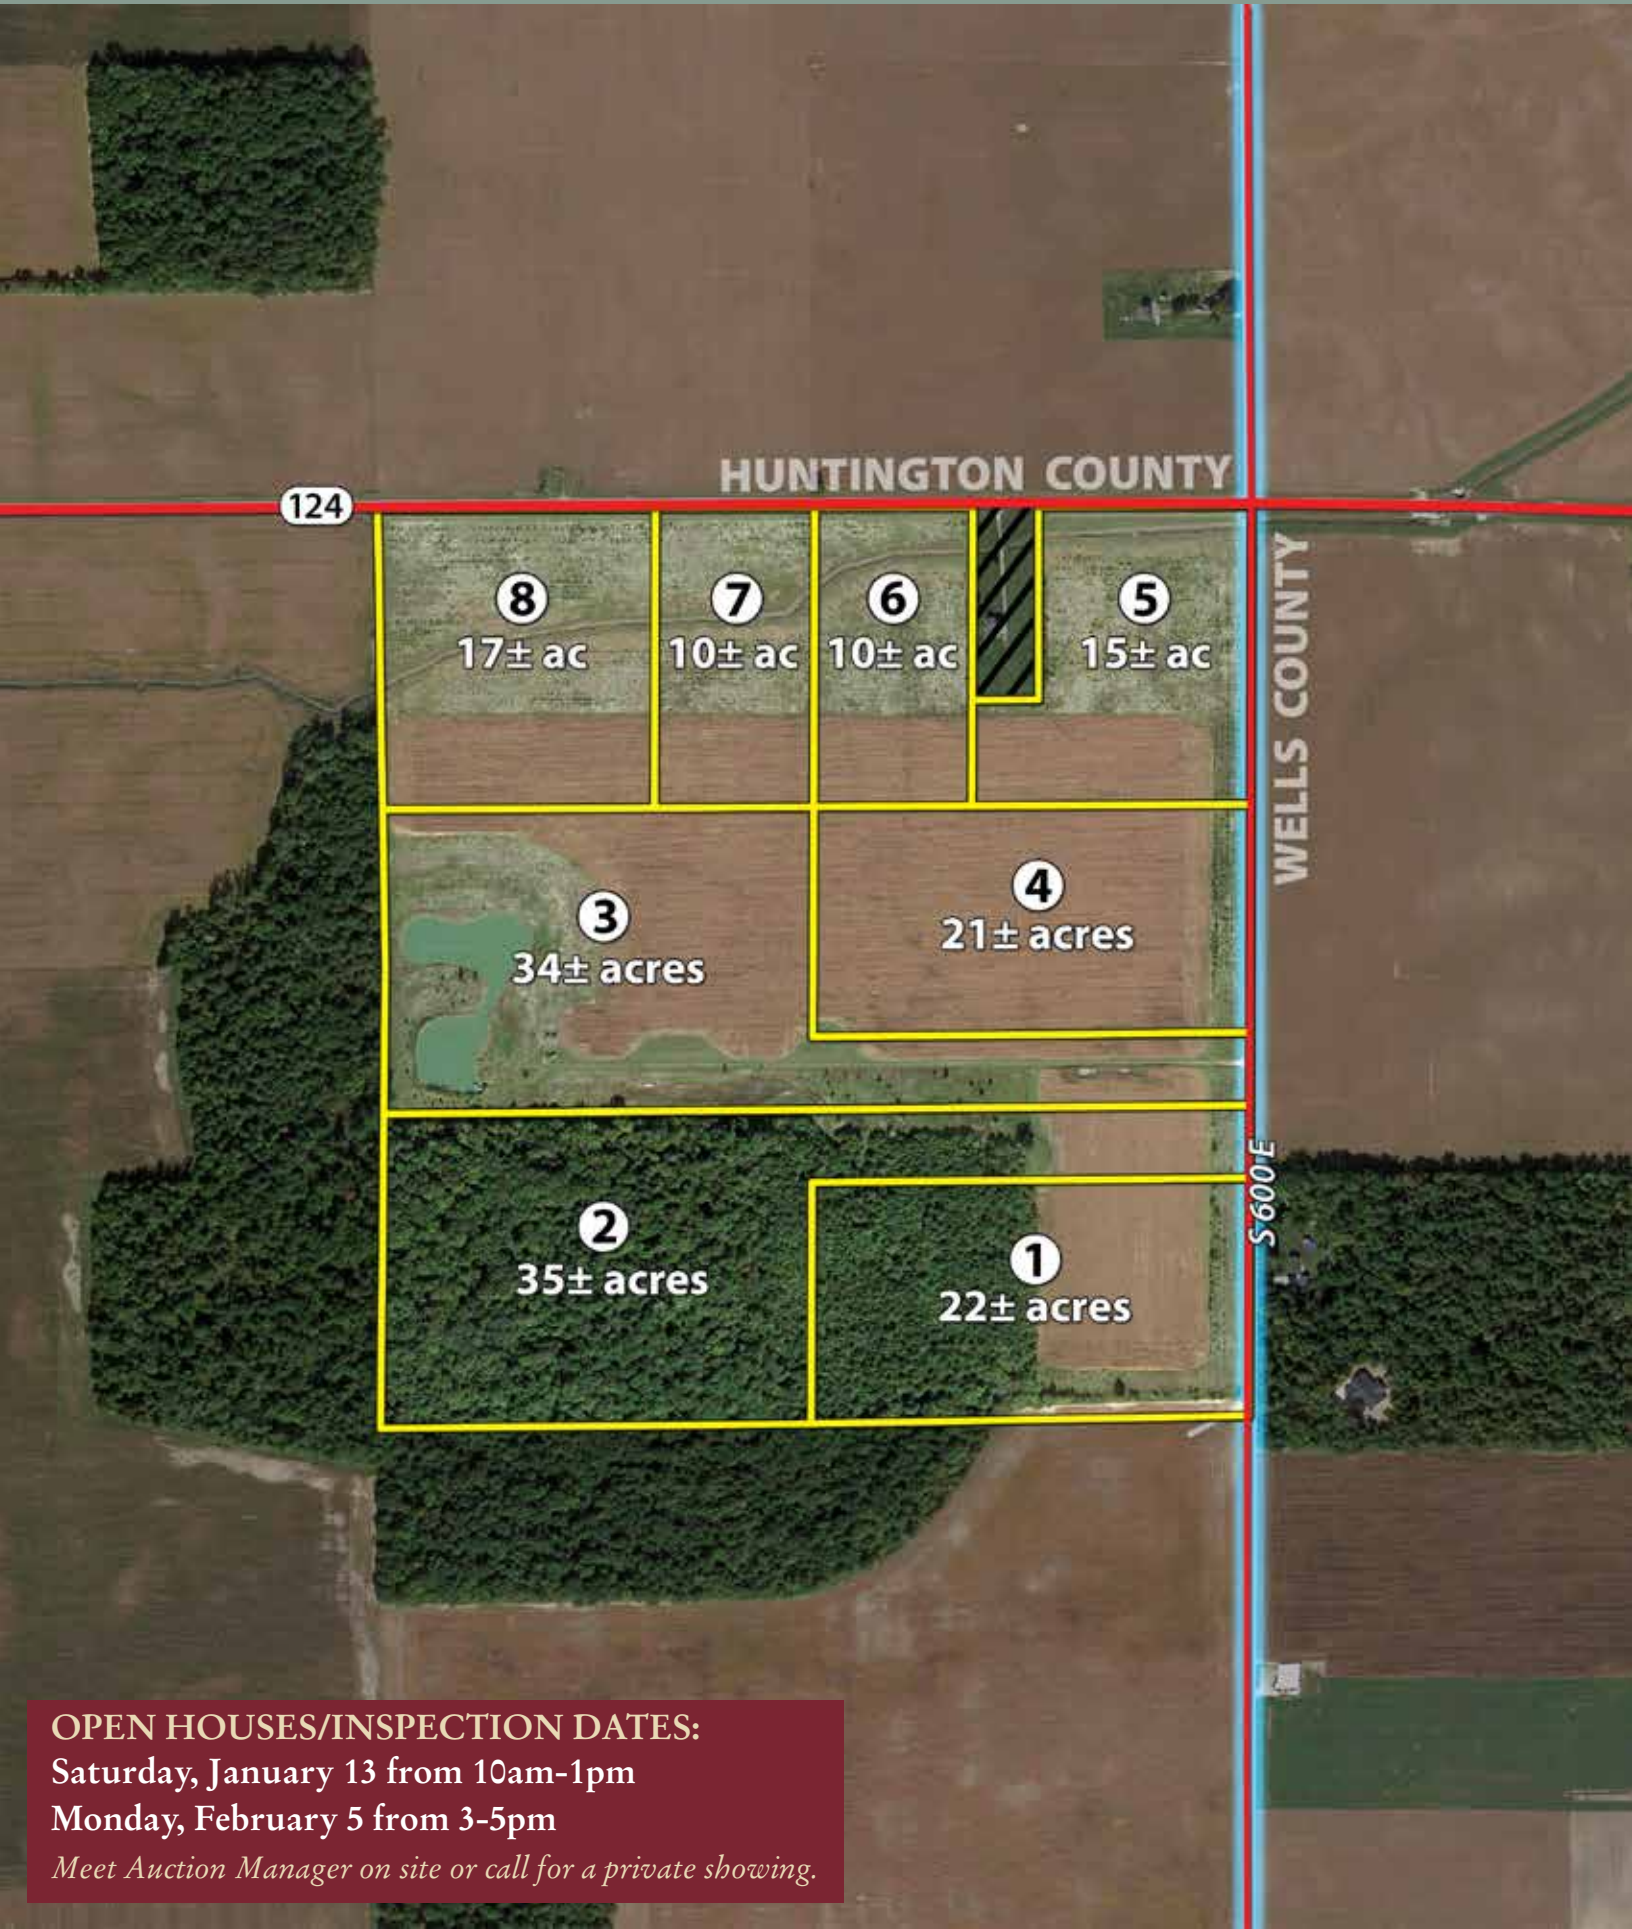 HUNTINGTON COUNTY
124
WELLS COUNTY
8
17± ac
7
10± ac
6
10± ac
5
15± ac
3
34± acres
4
21± acres
S 600 E
2
35± acres
1
22± acres
OPEN HOUSES/INSPECTION DATES:
Saturday, January 13 from 10am-1pm
Monday, February 5 from 3-5pm
Meet Auction Manager on site or call for a private showing.